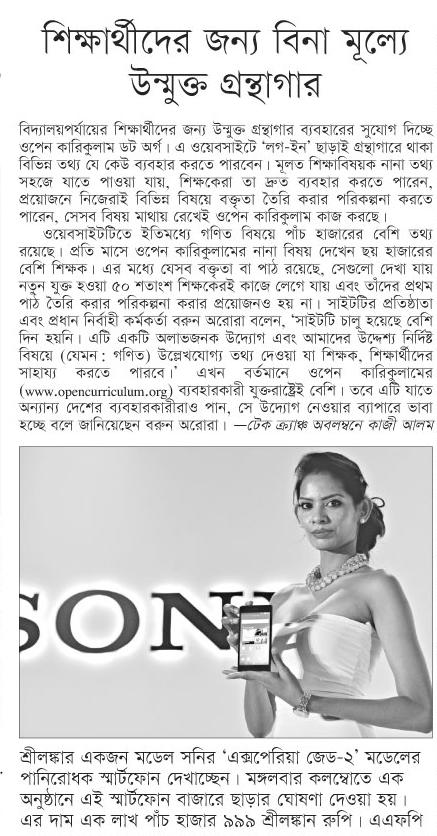 শিক্ষার্থীদের জন্য বিনা মূল্যে
উন্মুক্ত গ্রন্থাগার
বিদ্যালয়পর্যায়ের শিক্ষার্থীদের জন্য উন্মুক্ত গ্রন্থাগার ব্যবহারের সুযোগ দিচ্ছে
ওপেন কারিকুলাম ডট অর্গ। এ ওয়েবসাইটে ‘লগ-ইন’ ছাড়াই গ্রন্থাগারে থাকা
বিভিন্ন তথ্য যে কেউ ব্যবহার করতে পারবেন। মূলত শিক্ষাবিষয়ক নানা তথ্য
সহজে যাতে পাওয়া যায়, শিক্ষকেরা তা দ্রুত ব্যবহার করতে পারেন,
প্রয়োজনে নিজেরাই বিভিন্ন বিষয়ে বক্তৃতা তৈরি করার পরিকল্পনা করতে
পারেন, সেসব বিষয় মাথায় রেখেই ওপেন কারিকুলাম কাজ করছে।
ওয়েবসাইটটিতে ইতিমধ্যে গণিত বিষয়ে পাঁচ হাজারের বেশি তথ্য
রয়েছে। প্রতি মাসে ওপেন কারিকুলামের নানা বিষয় দেখেন ছয় হাজারের
বেশি শিক্ষক। এর মধ্যে যেসব বক্তৃতা বা পাঠ রয়েছে, সেগুলো দেখা যায়
নতুন যুক্ত হওয়া ৫০ শতাংশ শিক্ষকেরই কাজে লেগে যায় এবং তাঁদের প্রথম
পাঠ তৈরি করার পরিকল্পনা করার প্রয়োজনও হয় না। সাইটটির প্রতিষ্ঠাতা
এবং প্রধান নির্বাহী কর্মকর্তা বরুন অরোরা বলেন, ‘সাইটটি চালু হয়েছে বেশি
দিন হয়নি। এটি একটি অলাভজনক উদ্যোগ এবং আমাদের উদ্দেশ্য নির্দিষ্ট
বিষয়ে (যেমন: গণিত) উল্লেখযোগ্য তথ্য দেওয়া যা শিক্ষক, শিক্ষার্থীদের
সাহায্য করতে পারবে।’ এখন বর্তমানে ওপেন কারিকুলামের
(www.opencurriculum.org) ব্যবহারকারী যুক্তরাষ্ট্রেই বেশি। তবে এটি যাতে
অন্যান্য দেশের ব্যবহারকারীরাও পান, সে উদ্যোগ নেওয়ার ব্যাপারে ভাবা
হচ্ছে বলে জানিয়েছেন বরুন অরোরা। —টেক ক্র্যাঞ্চ অবলম্বনে কাজী আলম
SON
শ্রীলঙ্কার একজন মডেল সনির ‘এক্সপেরিয়া জেড-২’ মডেলের
পানিরোধক স্মার্টফোন দেখাচ্ছেন। মঙ্গলবার কলম্বোতে এক
অনুষ্ঠানে এই স্মার্টফোন বাজারে ছাড়ার ঘোষণা দেওয়া হয়।
এর দাম এক লাখ পাঁচ হাজার ৯৯৯ শ্রীলঙ্কান রুপি। এএফপি